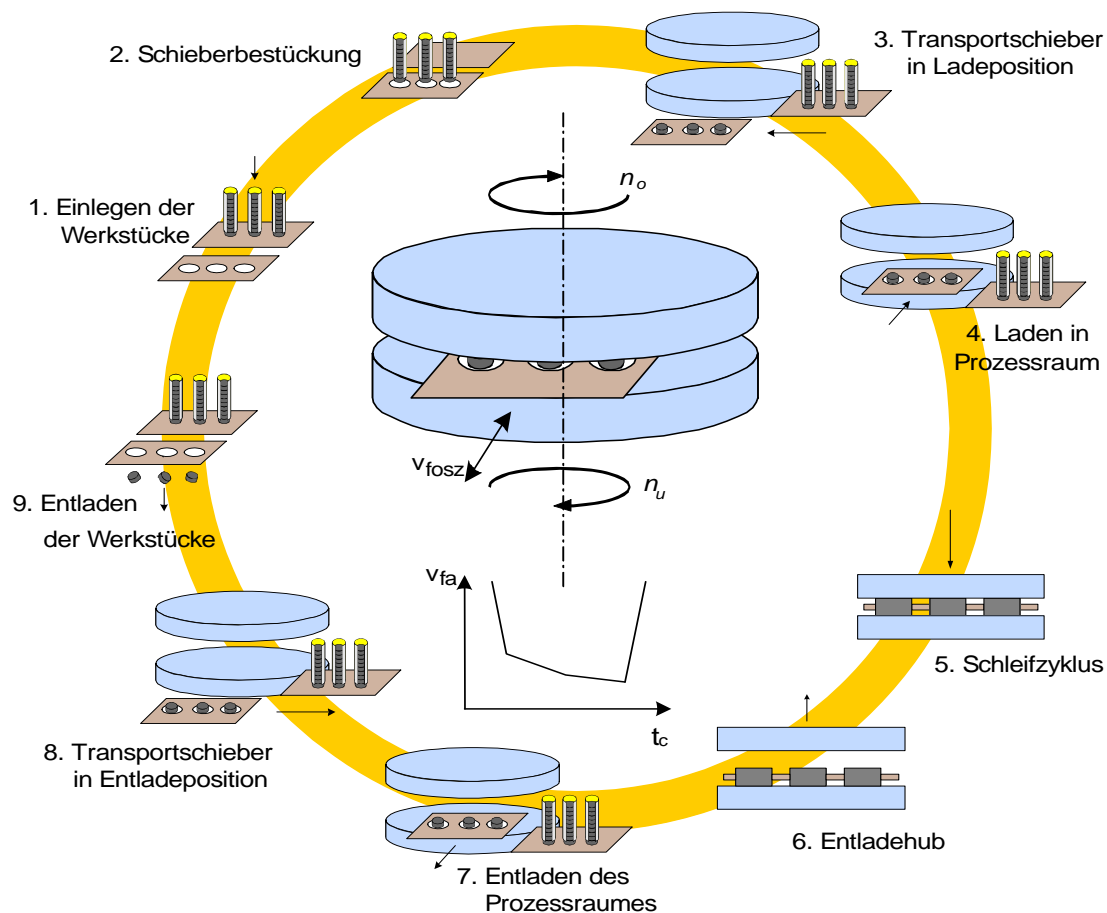 2. Schieberbestückung
3. Transportschieber
in Ladeposition
1. Einlegen der
Werkstücke
n_o
4. Laden in
Prozessraum
v_fosz
n_u
9. Entladen
der Werkstücke
v_fa
t_c
5. Schleifzyklus
8. Transportschieber
in Entladeposition
6. Entladehub
7. Entladen des
Prozessraumes